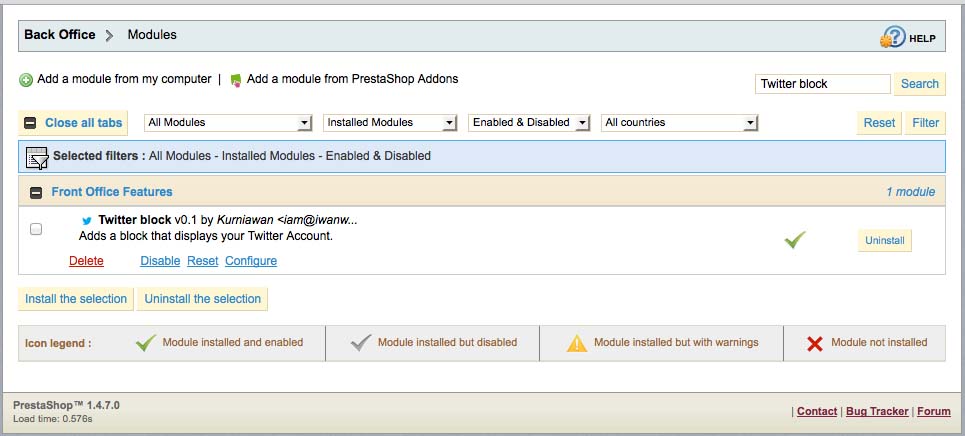 Back Office Modules
HELP
Add a module from my computer | Add a module from PrestaShop Addons
Twitter block Search
Close all tabs All Modules Installed Modules Enabled & Disabled All countries Reset Filter
Selected filters : All Modules - Installed Modules - Enabled & Disabled
Front Office Features 1 module
Twitter block v0.1 by Kurniawan <iam@iwanw...
Adds a block that displays your Twitter Account.
Uninstall
Delete Disable Reset Configure
Install the selection Uninstall the selection
Icon legend : Module installed and enabled Module installed but disabled Module installed but with warnings Module not installed
PrestaShop™ 1.4.7.0
Load time: 0.576s
| Contact | Bug Tracker | Forum